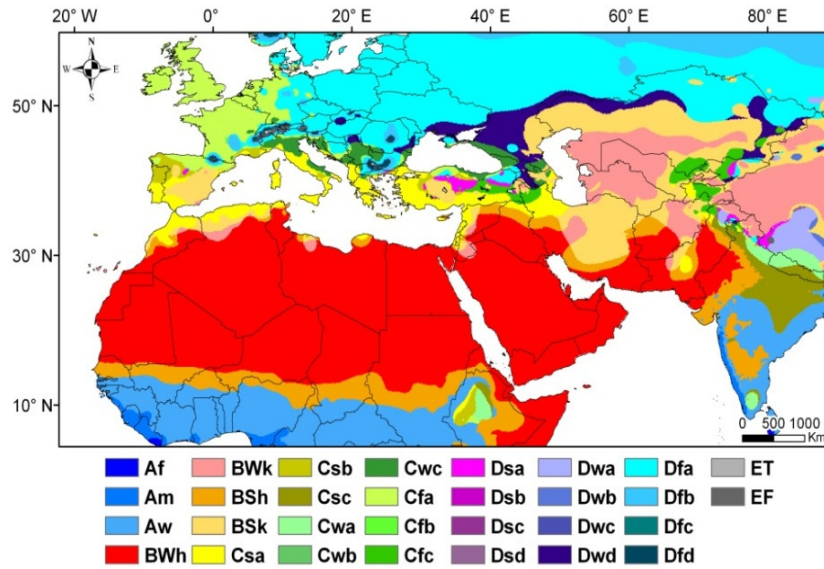 20° W 0° 20° E 40° E 60° E 80° E
N
W E
S
50° N
30° N
10° N
0 500 1000
Km
Af BWk Csb Cwc Dsa Dwa Dfa ET
Am BSh Csc Cfa Dsb Dwb Dfb EF
Aw BSk Cwa Cfb Dsc Dwc Dfc
BWh Csa Cwb Cfc Dsd Dwd Dfd